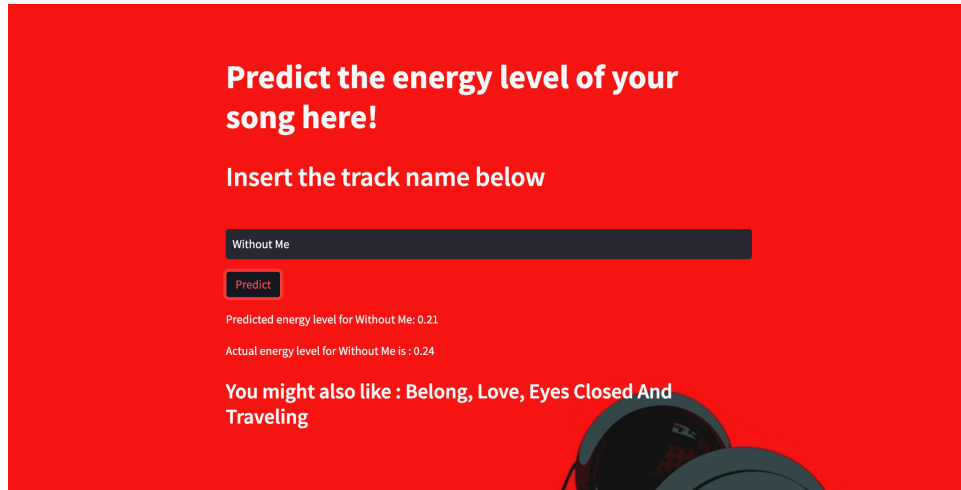 Predict the energy level of your
song here!
Insert the track name below
Without Me
Predict
Predicted energy level for Without Me: 0.21
Actual energy level for Without Me is : 0.24
You might also like : Belong, Love, Eyes Closed And
Traveling